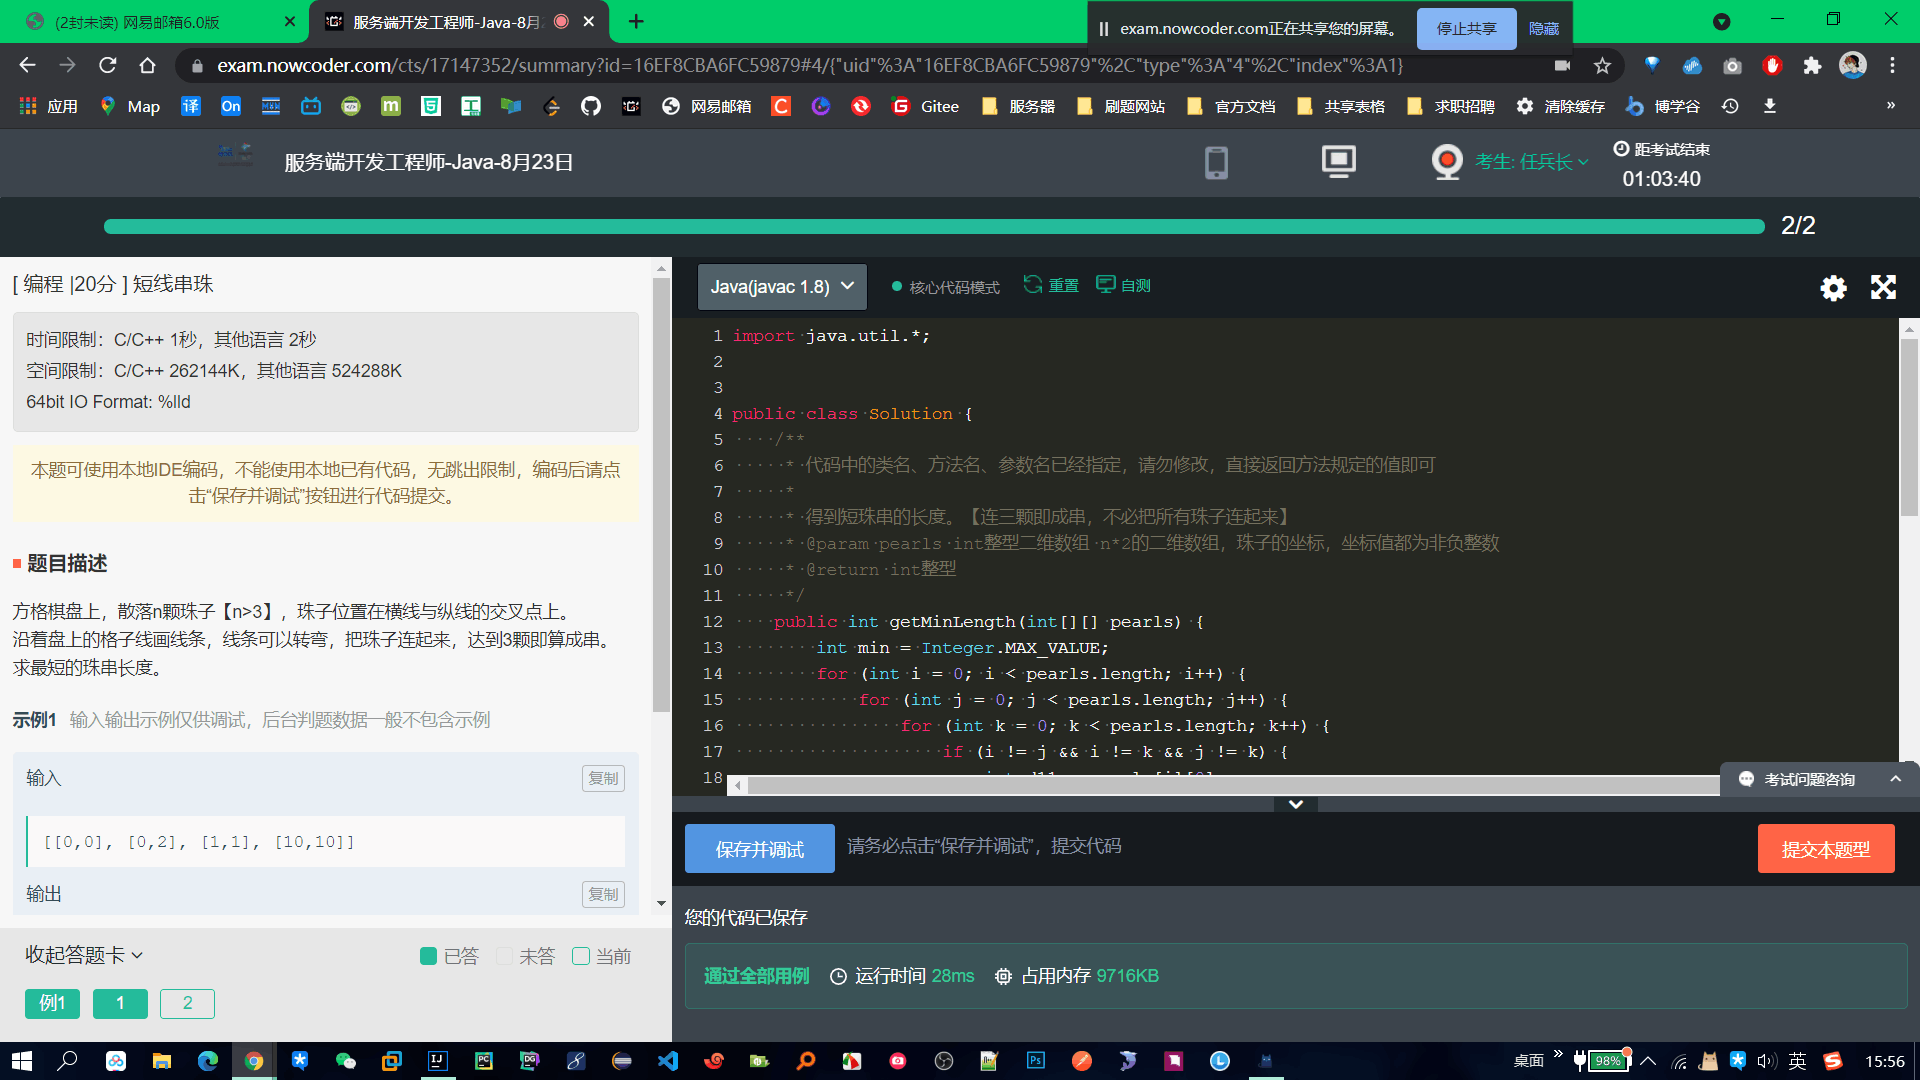 (2封未读) 网易邮箱6.0版
服务端开发工程师-Java-8月2
exam.nowcoder.com正在共享您的屏幕。
停止共享
隐藏
exam.nowcoder.com/cts/17147352/summary?id=16EF8CBA6FC59879#4/{"uid"%3A"16EF8CBA6FC59879"%2C"type"%3A"4"%2C"index"%3A1}
应用
Map
译
On
网易邮箱
Gitee
服务器
刷题网站
官方文档
共享表格
求职招聘
清除缓存
博学谷
»
服务端开发工程师-Java-8月23日
考生: 任兵长
距考试结束
01:03:40
2/2
[ 编程 |20分 ] 短线串珠
时间限制：C/C++ 1秒，其他语言 2秒
空间限制：C/C++ 262144K，其他语言 524288K
64bit IO Format: %lld
本题可使用本地IDE编码，不能使用本地已有代码，无跳出限制，编码后请点
击“保存并调试”按钮进行代码提交。
题目描述
方格棋盘上，散落n颗珠子【n>3】，珠子位置在横线与纵线的交叉点上。
沿着盘上的格子线画线条，线条可以转弯，把珠子连起来，达到3颗即算成串。
求最短的珠串长度。
示例1 输入输出示例仅供调试，后台判题数据一般不包含示例
输入
复制
[[0,0], [0,2], [1,1], [10,10]]
输出
复制
收起答题卡
已答
未答
当前
例1
1
2
Java(javac 1.8)
核心代码模式
重置
自测
1 import java.util.*;
2
3
4 public class Solution {
5 /**
6 * 代码中的类名、方法名、参数名已经指定，请勿修改，直接返回方法规定的值即可
7 *
8 * 得到短珠串的长度。【连三颗即成串，不必把所有珠子连起来】
9 * @param pearls int整型二维数组 n*2的二维数组，珠子的坐标，坐标值都为非负整数
10 * @return int整型
11 */
12 public int getMinLength(int[][] pearls) {
13 int min = Integer.MAX_VALUE;
14 for (int i = 0; i < pearls.length; i++) {
15 for (int j = 0; j < pearls.length; j++) {
16 for (int k = 0; k < pearls.length; k++) {
17 if (i != j && i != k && j != k) {
18
考试问题咨询
保存并调试
请务必点击“保存并调试”，提交代码
提交本题型
您的代码已保存
通过全部用例
运行时间 28ms
占用内存 9716KB
桌面
98%
英
15:56